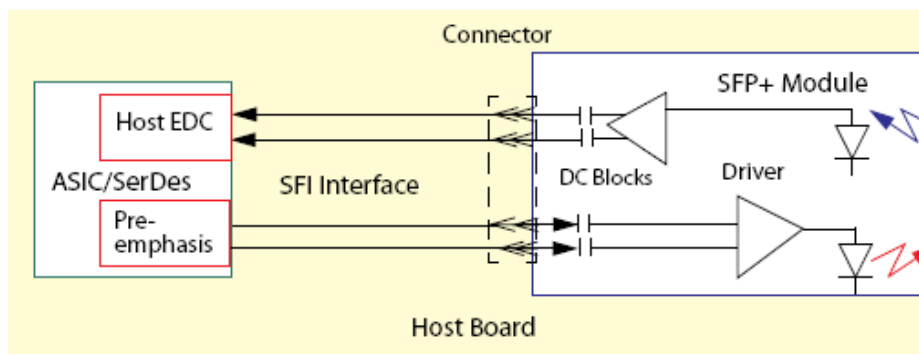 Connector
SFP+ Module
Host EDC
ASIC/SerDes
SFI Interface
DC Blocks
Driver
Pre-
emphasis
Host Board